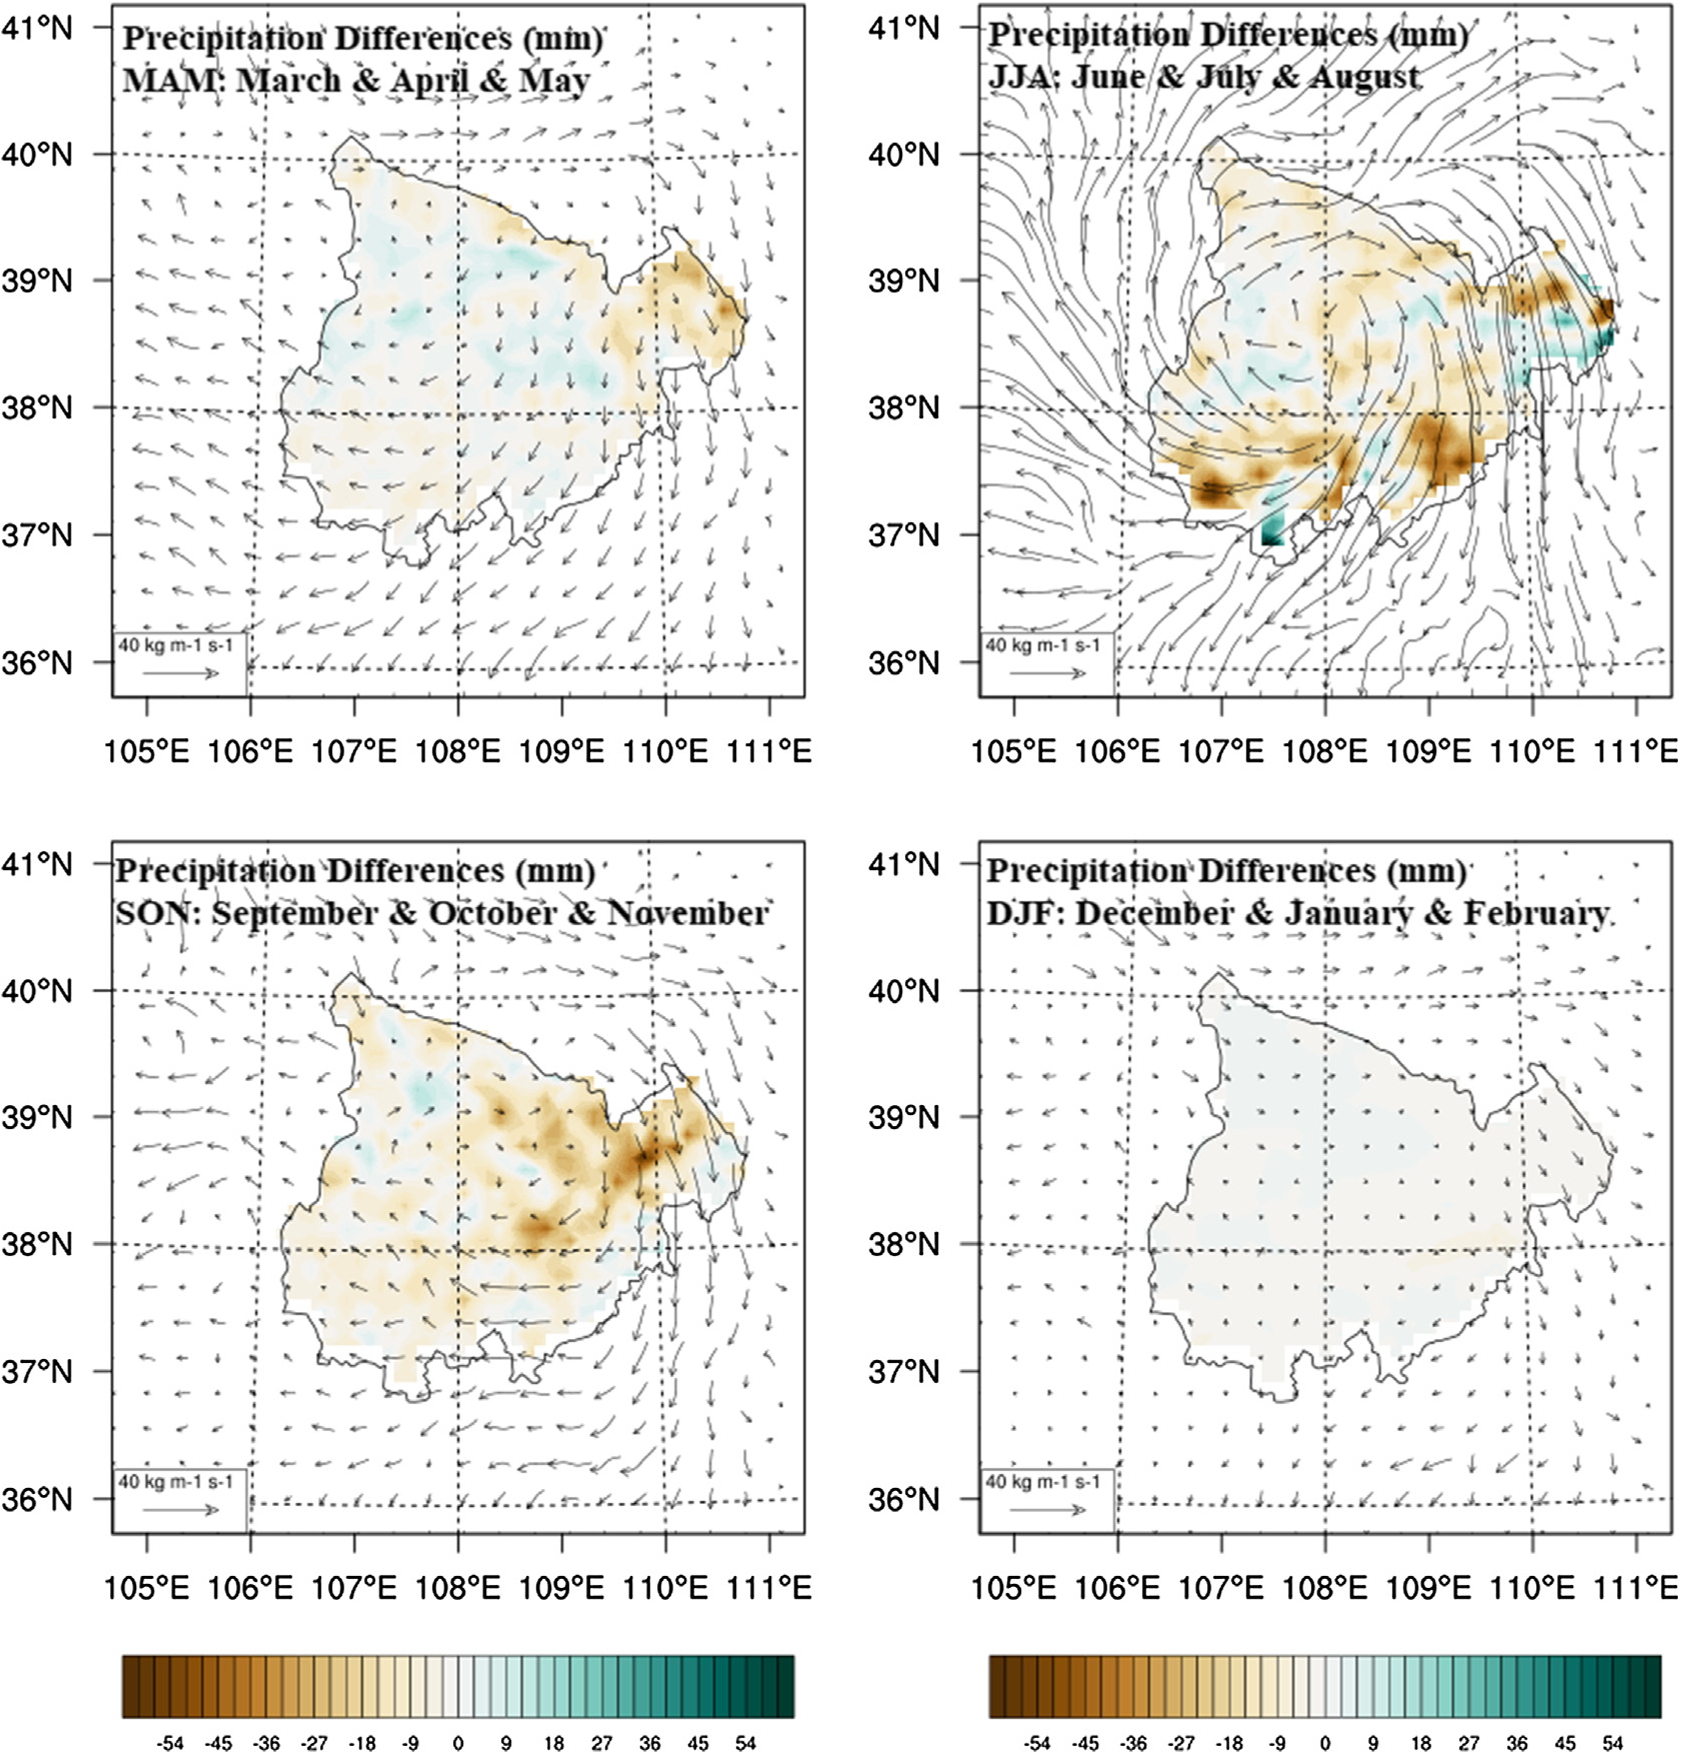 Precipitation Differences (mm)
MAM: March & April & May
41°N
40°N
39°N
38°N
37°N
36°N
40 kg m-1 s-1
105°E 106°E 107°E 108°E 109°E 110°E 111°E
Precipitation Differences (mm)
JJA: June & July & August
41°N
40°N
39°N
38°N
37°N
36°N
40 kg m-1 s-1
105°E 106°E 107°E 108°E 109°E 110°E 111°E
Precipitation Differences (mm)
SON: September & October & November
41°N
40°N
39°N
38°N
37°N
36°N
40 kg m-1 s-1
105°E 106°E 107°E 108°E 109°E 110°E 111°E
Precipitation Differences (mm)
DJF: December & January & February
41°N
40°N
39°N
38°N
37°N
36°N
40 kg m-1 s-1
105°E 106°E 107°E 108°E 109°E 110°E 111°E
-54 -45 -36 -27 -18 -9 0 9 18 27 36 45 54
-54 -45 -36 -27 -18 -9 0 9 18 27 36 45 54